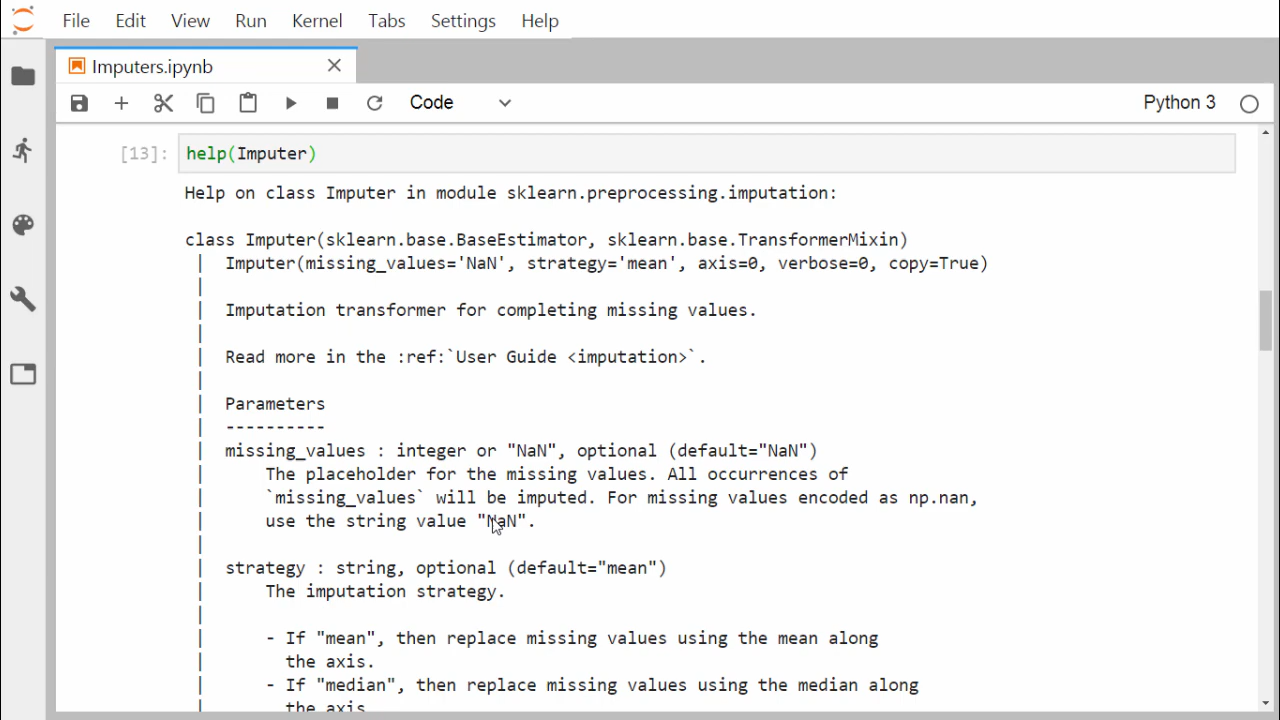 File Edit View Run Kernel Tabs Settings Help
Imputers.ipynb
Code Python 3
[13]: help(Imputer)
Help on class Imputer in module sklearn.preprocessing.imputation:
class Imputer(sklearn.base.BaseEstimator, sklearn.base.TransformerMixin)
| Imputer(missing_values='NaN', strategy='mean', axis=0, verbose=0, copy=True)
|
| Imputation transformer for completing missing values.
|
| Read more in the :ref:`User Guide <imputation>`.
|
| Parameters
| ----------
| missing_values : integer or "NaN", optional (default="NaN")
| The placeholder for the missing values. All occurrences of
| `missing_values` will be imputed. For missing values encoded as np.nan,
| use the string value "NaN".
|
| strategy : string, optional (default="mean")
| The imputation strategy.
|
| - If "mean", then replace missing values using the mean along
| the axis.
| - If "median", then replace missing values using the median along
| the axis.